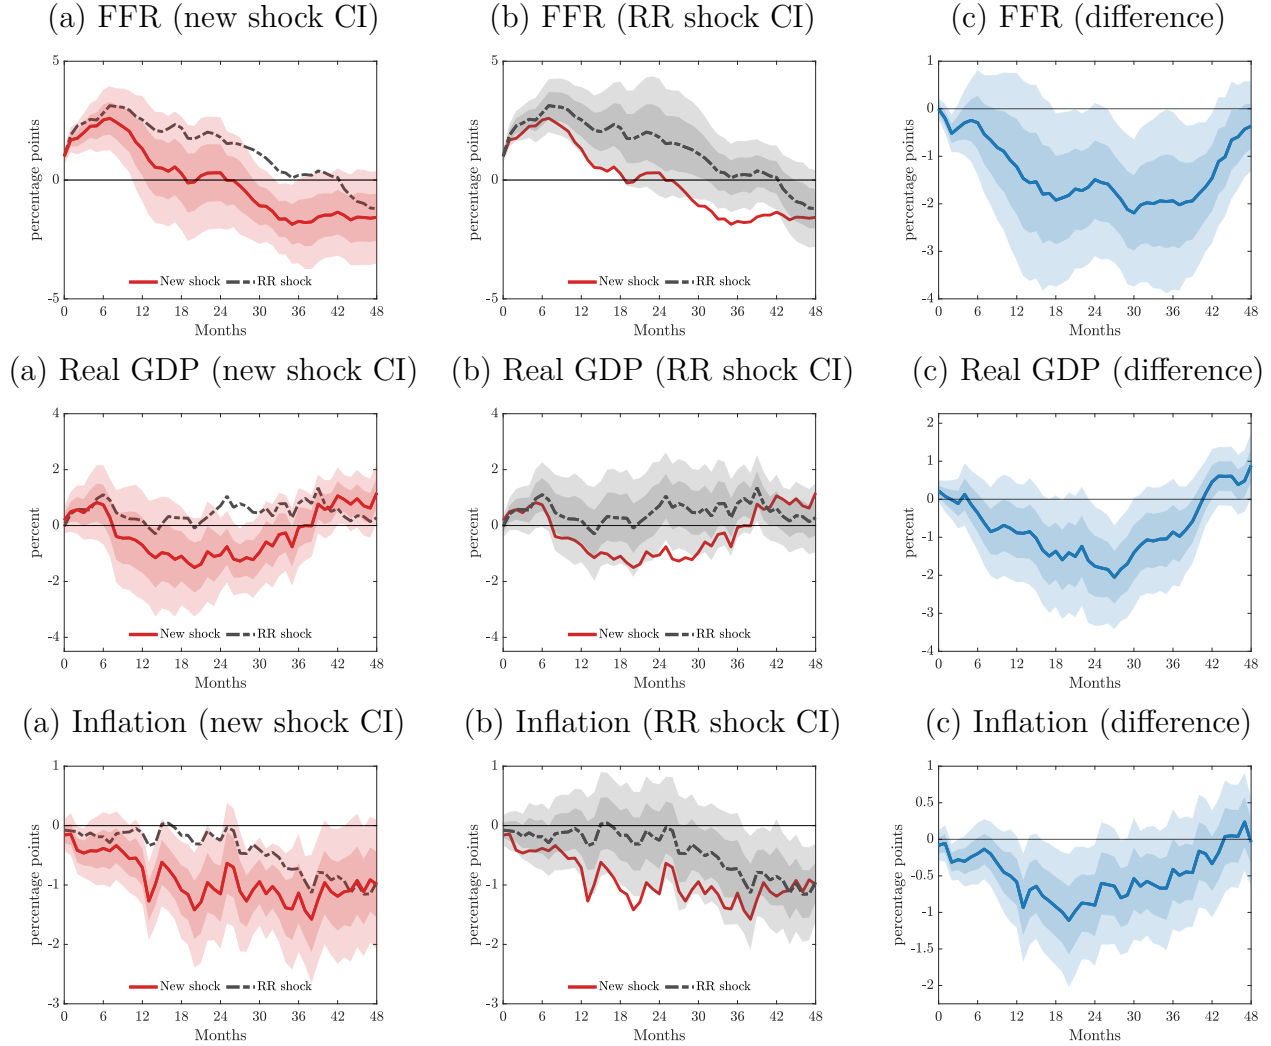 (a) FFR (new shock CI)
(b) FFR (RR shock CI)
(c) FFR (difference)
5
0
-5
percentage points
New shock
RR shock
0 6 12 18 24 30 36 42 48
Months
5
0
-5
percentage points
New shock
RR shock
0 6 12 18 24 30 36 42 48
Months
1
0
-1
-2
-3
-4
percentage points
0 6 12 18 24 30 36 42 48
Months
(a) Real GDP (new shock CI)
(b) Real GDP (RR shock CI)
(c) Real GDP (difference)
4
2
0
-2
-4
percent
New shock
RR shock
0 6 12 18 24 30 36 42 48
Months
4
2
0
-2
-4
percent
New shock
RR shock
0 6 12 18 24 30 36 42 48
Months
2
1
0
-1
-2
-3
-4
percent
0 6 12 18 24 30 36 42 48
Months
(a) Inflation (new shock CI)
(b) Inflation (RR shock CI)
(c) Inflation (difference)
1
0
-1
-2
-3
percentage points
New shock
RR shock
0 6 12 18 24 30 36 42 48
Months
1
0
-1
-2
-3
percentage points
New shock
RR shock
0 6 12 18 24 30 36 42 48
Months
1
0.5
0
-0.5
-1
-1.5
-2
percentage points
0 6 12 18 24 30 36 42 48
Months